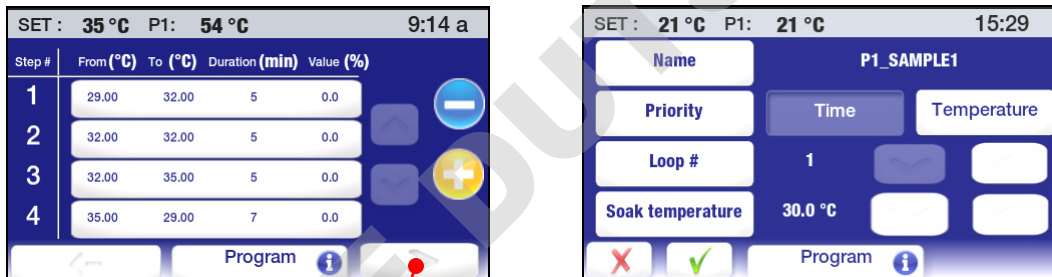 SET : 35 °C P1: 54 °C 9:14 a
Step # From (°C) To (°C) Duration (min) Value (%)
1 29.00 32.00 5 0.0
2 32.00 32.00 5 0.0
3 32.00 35.00 5 0.0
4 35.00 29.00 7 0.0
Program i
SET : 21 °C P1: 21 °C 15:29
Name P1_SAMPLE1
Priority Time Temperature
Loop # 1
Soak temperature 30.0 °C
Program i